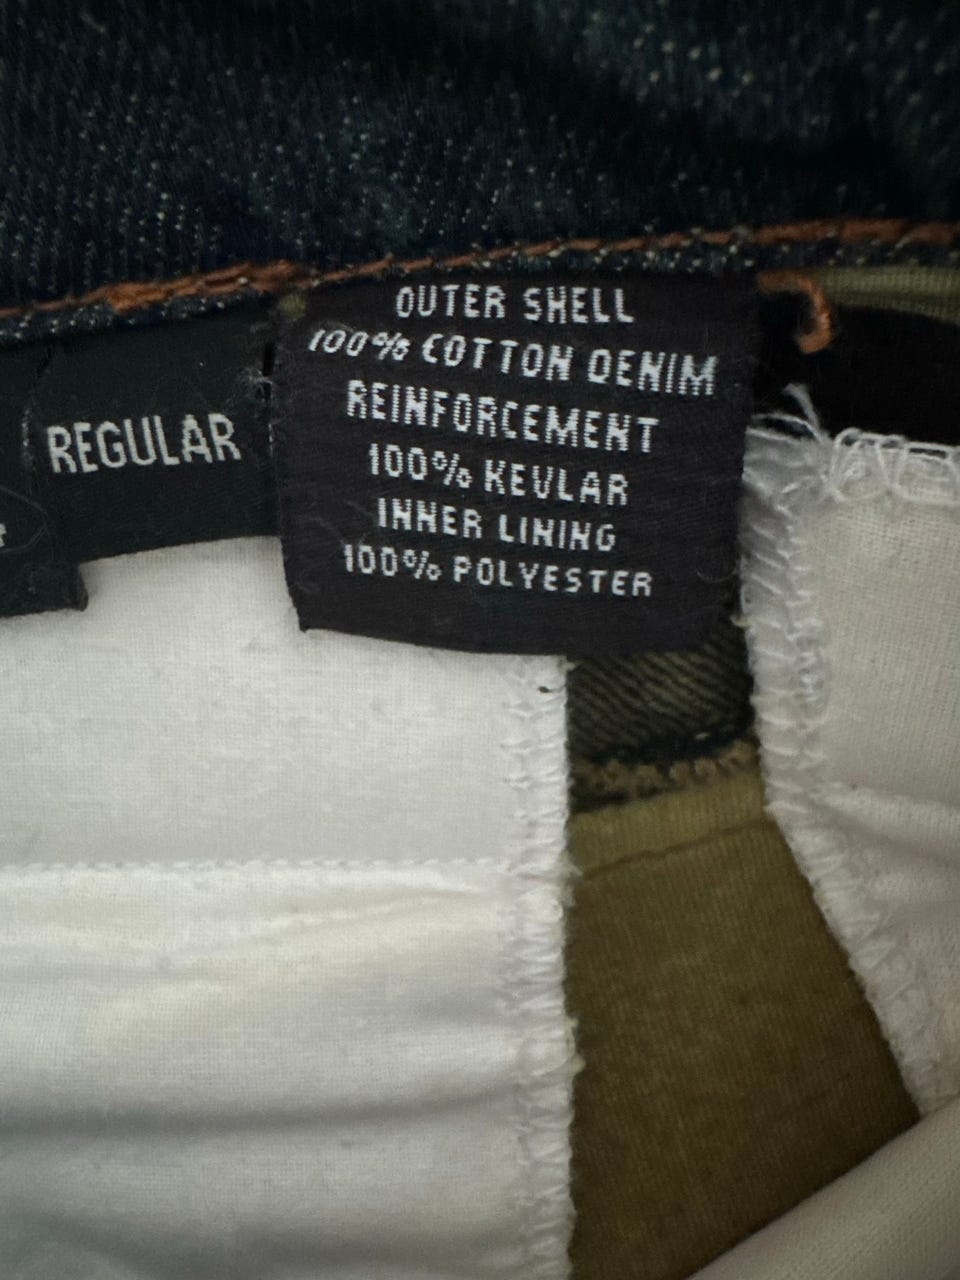 REGULAR
OUTER SHELL
100% COTTON DENIM
REINFORCEMENT
100% KEVLAR
INNER LINING
100% POLYESTER